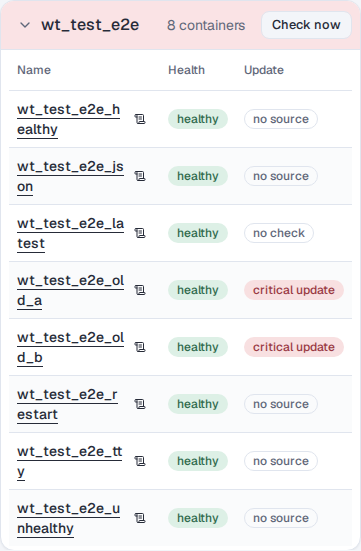 wt_test_e2e 8 containers Check now
Name Health Update
wt_test_e2e_h
ealthy healthy no source
wt_test_e2e_js
on healthy no source
wt_test_e2e_la
test healthy no check
wt_test_e2e_ol
d_a healthy critical update
wt_test_e2e_ol
d_b healthy critical update
wt_test_e2e_r
estart healthy no source
wt_test_e2e_tt
y healthy no source
wt_test_e2e_u
nhealthy healthy no source